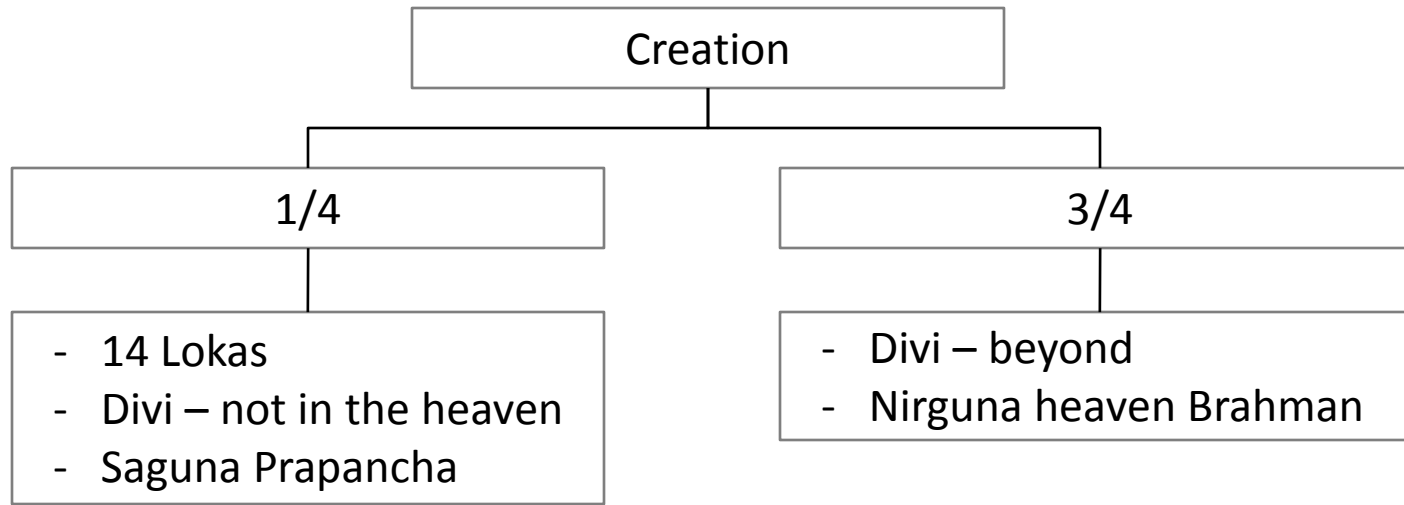 Creation
1/4
3/4
- 14 Lokas
- Divi – not in the heaven
- Saguna Prapancha
- Divi – beyond
- Nirguna heaven Brahman